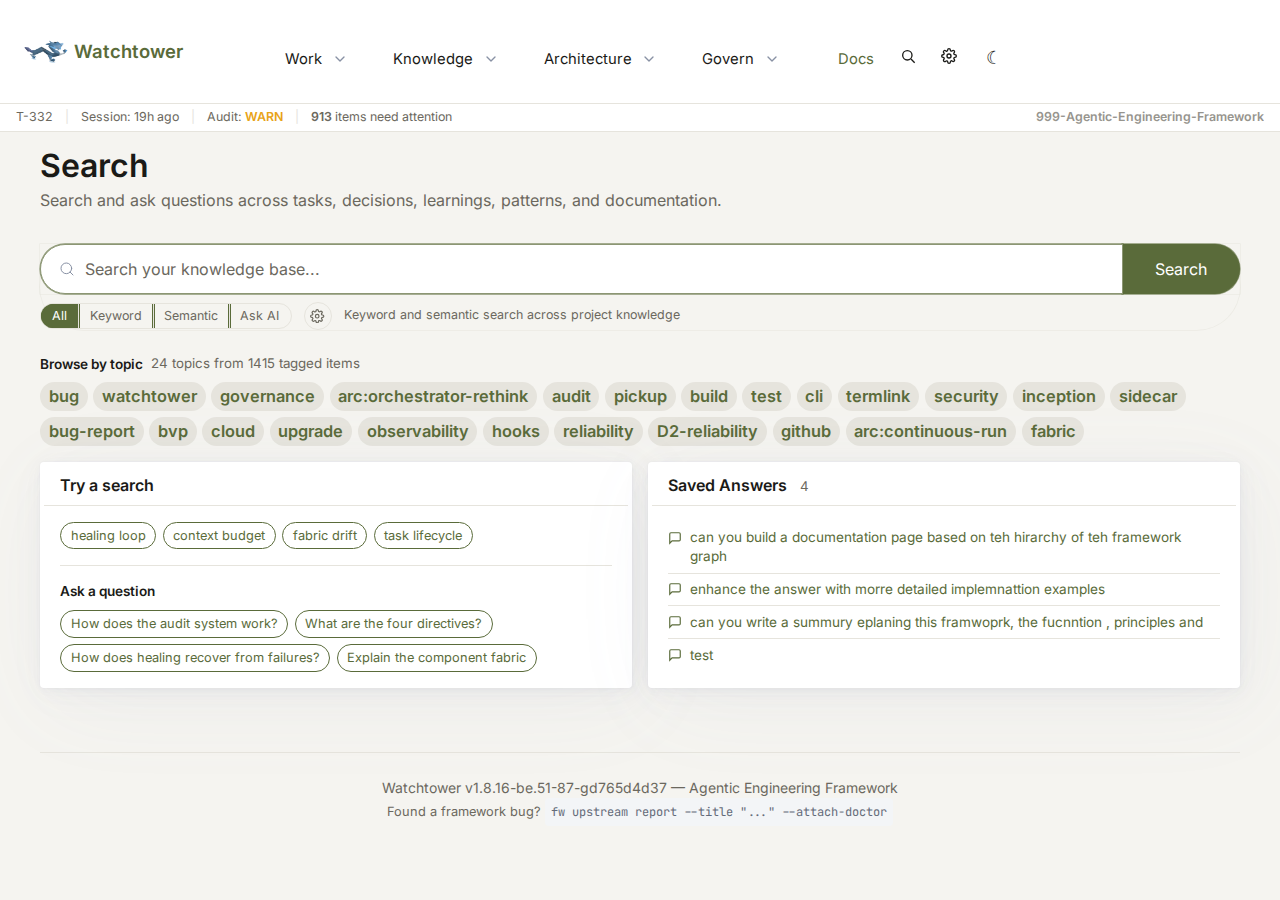 Watchtower
Work
Knowledge
Architecture
Govern
Docs
T-332
Session: 19h ago
Audit: WARN
913 items need attention
999-Agentic-Engineering-Framework
Search
Search and ask questions across tasks, decisions, learnings, patterns, and documentation.
Search your knowledge base...
Search
All
Keyword
Semantic
Ask AI
Keyword and semantic search across project knowledge
Browse by topic 24 topics from 1415 tagged items
bug watchtower governance arc:orchestrator-rethink audit pickup build test cli termlink security inception sidecar
bug-report bvp cloud upgrade observability hooks reliability D2-reliability github arc:continuous-run fabric
Try a search
healing loop context budget fabric drift task lifecycle
Ask a question
How does the audit system work? What are the four directives?
How does healing recover from failures? Explain the component fabric
Saved Answers 4
can you build a documentation page based on teh hirarchy of teh framework
graph
enhance the answer with morre detailed implemnattion examples
can you write a summury eplaning this framwoprk, the fucnntion , principles and
test
Watchtower v1.8.16-be.51-87-gd765d4d37 — Agentic Engineering Framework
Found a framework bug? fw upstream report --title "..." --attach-doctor